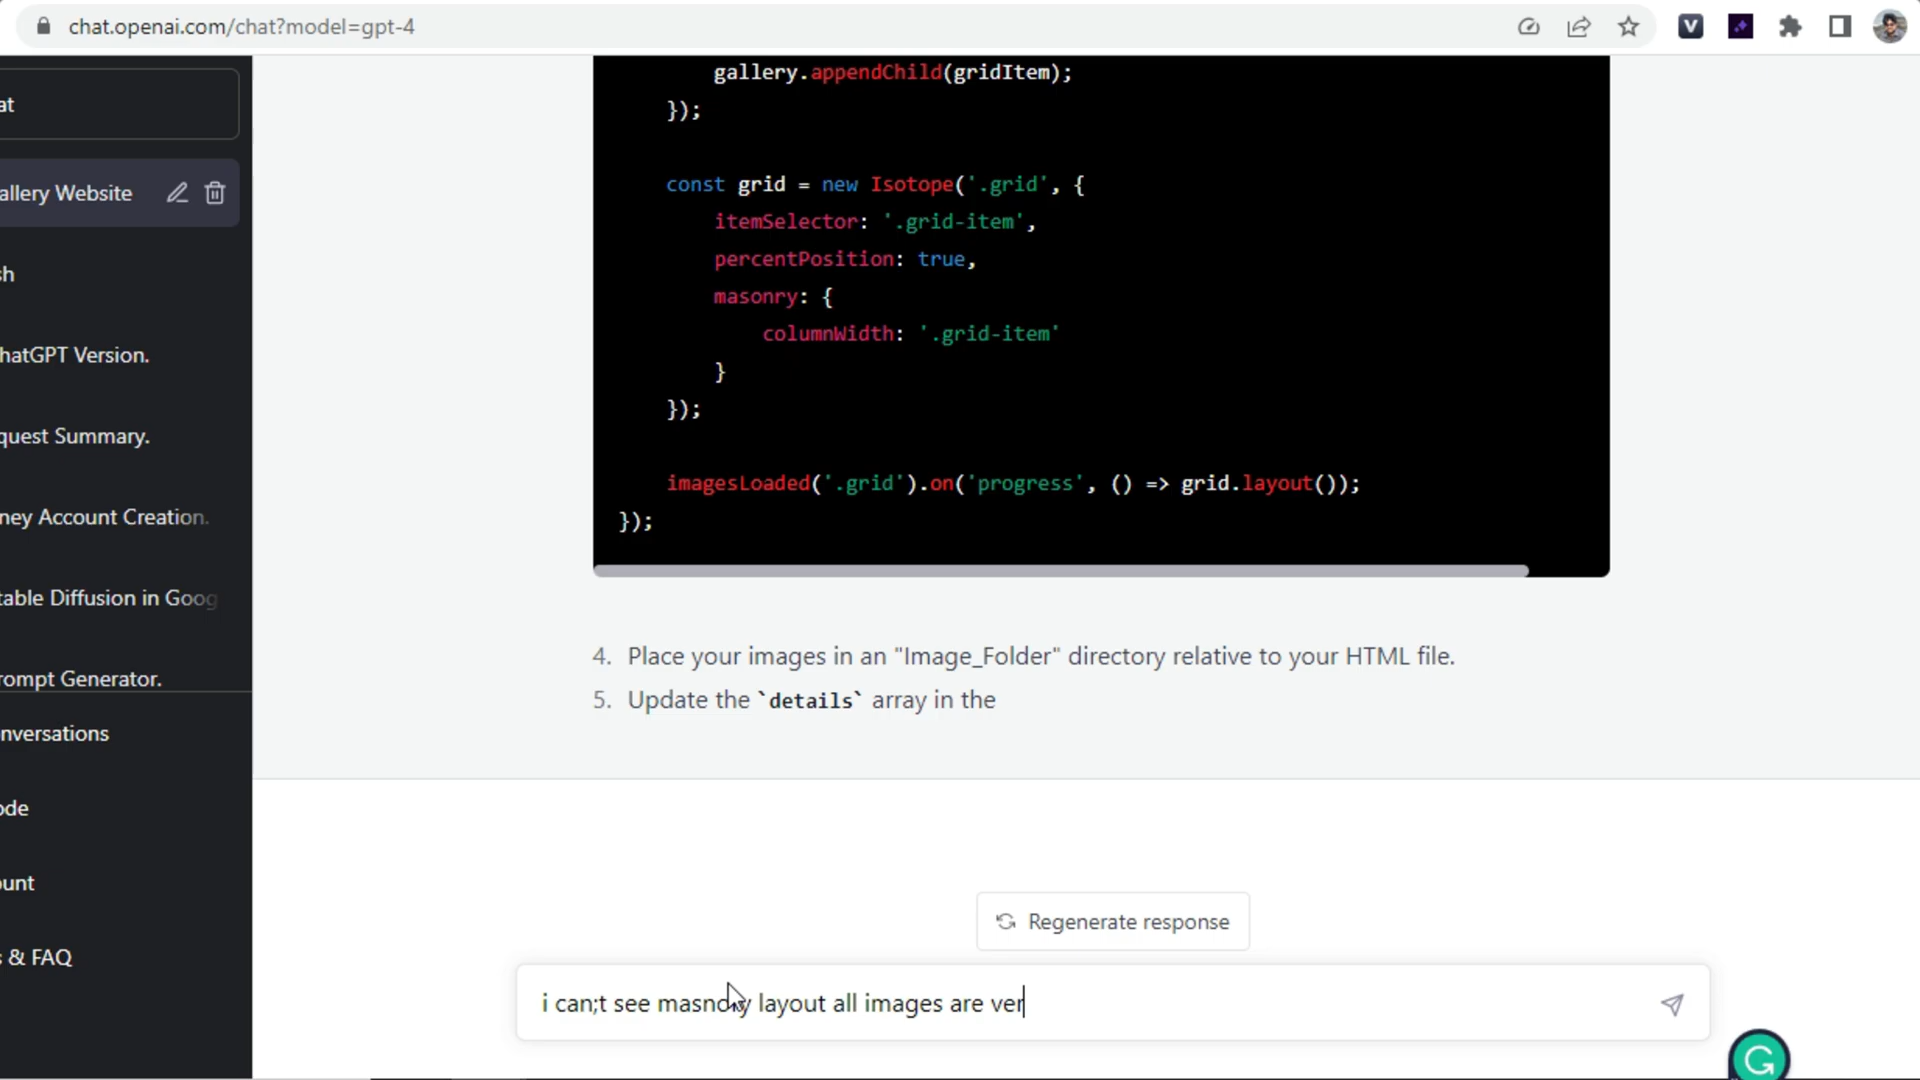 chat.openai.com/chat?model=gpt-4
at
allery Website
sh
hatGPT Version.
quest Summary.
ney Account Creation.
table Diffusion in Goog
rompt Generator.
nversations
ode
ount
s & FAQ
gallery.appendChild(gridItem);
});
const grid = new Isotope('.grid', {
itemSelector: '.grid-item',
percentPosition: true,
masonry: {
columnWidth: '.grid-item'
}
});
imagesLoaded('.grid').on('progress', () => grid.layout());
});
4. Place your images in an "Image_Folder" directory relative to your HTML file.
5. Update the `details` array in the
Regenerate response
i can;t see masnory layout all images are ver